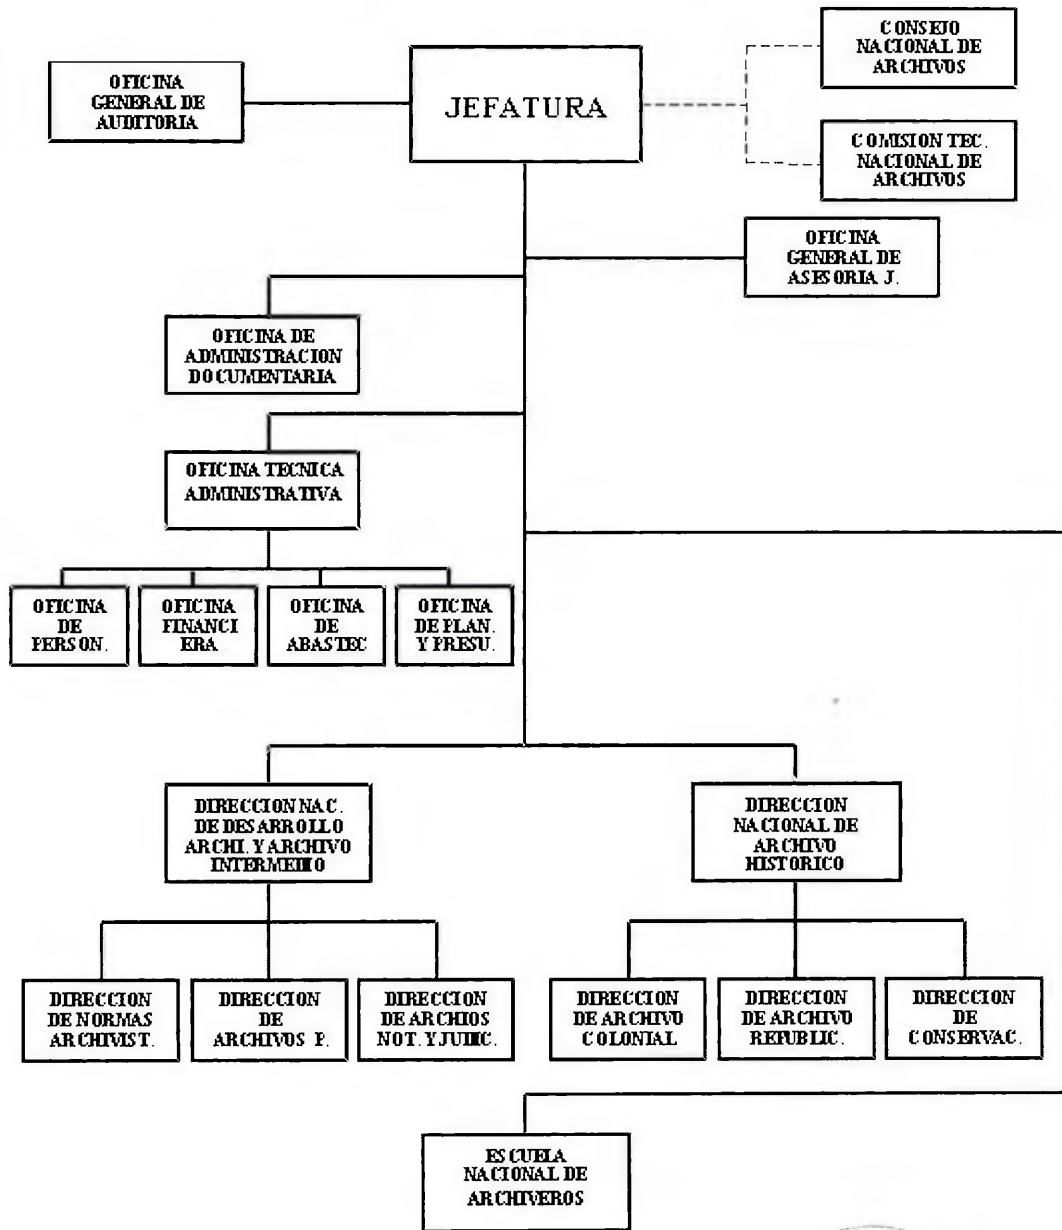 CONSEJO
NACIONAL DE
ARCHIVOS
OFICINA
GENERAL DE
AUDITORIA
JEFATURA
COMISION TEC.
NACIONAL DE
ARCHIVOS
OFICINA
GENERAL DE
ASESORIA J.
OFICINA DE
ADMINISTRACION
DOCUMENTARIA
OFICINA TECNICA
ADMINISTRATIVA
OFICINA
DE
PERSON.
OFICINA
FINANCI
ERA
OFICINA
DE
ABASTEC
OFICINA
DE PLAN.
Y PRESU.
DIRECCION NAC.
DE DESARROLLO
ARCHI. Y ARCHIVO
INTERMEDIO
DIRECCION
NACIONAL DE
ARCHIVO
HISTORICO
DIRECCION
DE NORMAS
ARCHIVIST.
DIRECCION
DE
ARCHIVOS P.
DIRECCION
DE ARCHIOS
NOT. Y JUDIC.
DIRECCION
DE ARCHIVO
COLONIAL
DIRECCION
DE ARCHIVO
REPUBLIC.
DIRECCION
DE
CONSERVAC.
ESCUELA
NACIONAL DE
ARCHIVEROS